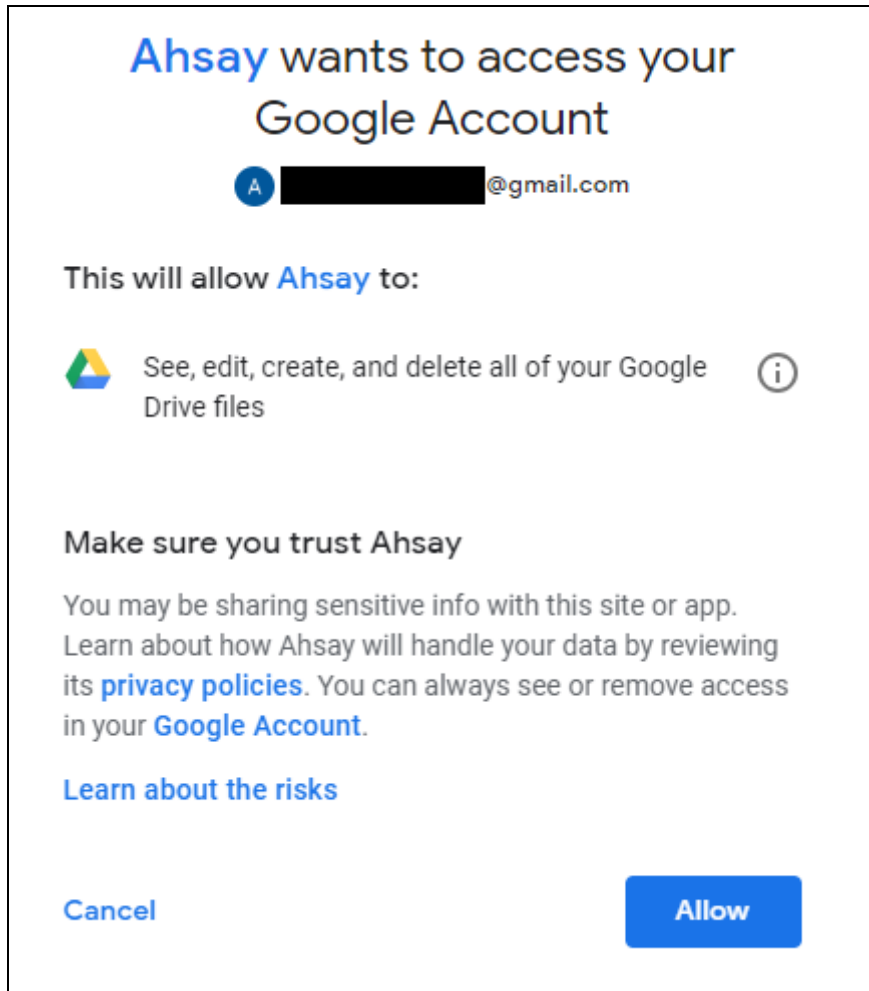 Ahsay wants to access your
Google Account
A @gmail.com
This will allow Ahsay to:
See, edit, create, and delete all of your Google
Drive files
Make sure you trust Ahsay
You may be sharing sensitive info with this site or app.
Learn about how Ahsay will handle your data by reviewing
its privacy policies. You can always see or remove access
in your Google Account.
Learn about the risks
Cancel
Allow